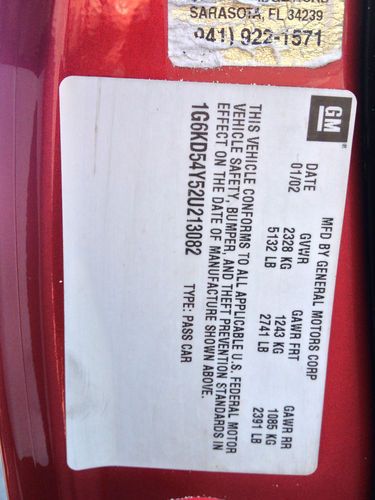 SARASOTA, FL 34239
941) 922-1571
GM
MFD BY GENERAL MOTORS CORP
DATE GVWR GAWR FRT GAWR RR
01/02 2328 KG 1243 KG 1085 KG
5132 LB 2741 LB 2391 LB
THIS VEHICLE CONFORMS TO ALL APPLICABLE U.S. FEDERAL MOTOR
VEHICLE SAFETY, BUMPER, AND THEFT PREVENTION STANDARDS IN
EFFECT ON THE DATE OF MANUFACTURE SHOWN ABOVE.
1G6KD54Y52U213082 TYPE: PASS CAR